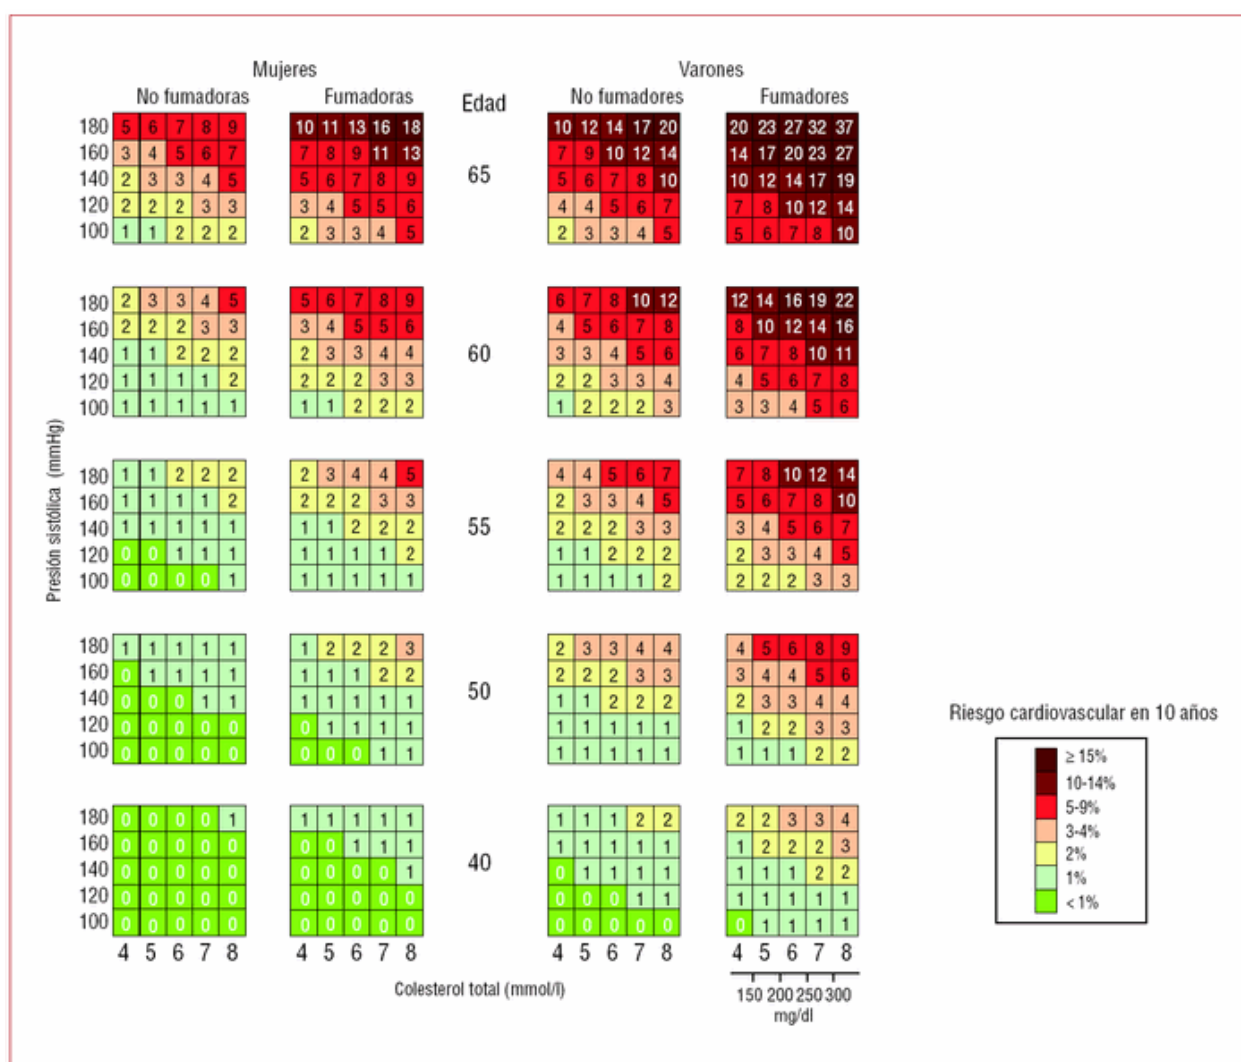 Mujeres Varones
No fumadoras Fumadoras Edad No fumadores Fumadores
180 5 6 7 8 9 10 11 13 16 18 10 12 14 17 20 20 23 27 32 37
160 3 4 5 6 7 7 8 9 11 13 7 9 10 12 14 14 17 20 23 27
140 2 3 3 4 5 5 6 7 8 9 65 5 6 7 8 10 10 12 14 17 19
120 2 2 2 3 3 3 4 5 5 6 4 4 5 6 7 7 8 10 12 14
100 1 1 2 2 2 2 3 3 4 5 2 3 3 4 5 5 6 7 8 10
180 2 3 3 4 5 5 6 7 8 9 6 7 8 10 12 12 14 16 19 22
160 2 2 2 3 3 3 4 5 5 6 4 5 6 7 8 8 10 12 14 16
140 1 1 2 2 2 2 3 3 4 4 60 3 3 4 5 6 6 7 8 10 11
120 1 1 1 1 2 2 2 2 3 3 2 2 3 3 4 4 5 6 7 8
100 1 1 1 1 1 1 1 2 2 2 1 2 2 2 3 3 3 4 5 6
180 1 1 2 2 2 2 3 4 4 5 4 4 5 6 7 7 8 10 12 14
160 1 1 1 1 2 2 2 2 3 3 2 3 3 4 5 5 6 7 8 10
140 1 1 1 1 1 1 1 2 2 2 55 2 2 2 3 3 3 4 5 6 7
120 0 0 1 1 1 1 1 1 1 2 1 1 2 2 2 2 3 3 4 5
100 0 0 0 0 1 1 1 1 1 1 1 1 1 1 2 2 2 2 3 3
180 1 1 1 1 1 1 2 2 2 3 2 3 3 4 4 4 5 6 8 9
160 0 1 1 1 1 1 1 1 2 2 2 2 2 3 3 3 4 4 5 6
140 0 0 0 1 1 1 1 1 1 1 50 1 1 2 2 2 2 3 3 4 4
120 0 0 0 0 0 0 1 1 1 1 1 1 1 1 1 1 2 2 3 3
100 0 0 0 0 0 0 0 0 1 1 1 1 1 1 1 1 1 1 2 2
180 0 0 0 0 1 1 1 1 1 1 1 1 1 2 2 2 2 3 3 4
160 0 0 0 0 0 0 0 1 1 1 1 1 1 1 1 1 2 2 2 3
140 0 0 0 0 0 0 0 0 0 1 40 0 1 1 1 1 1 1 1 2 2
120 0 0 0 0 0 0 0 0 0 0 0 0 0 1 1 1 1 1 1 1
100 0 0 0 0 0 0 0 0 0 0 0 0 0 0 0 0 1 1 1 1
4 5 6 7 8 4 5 6 7 8 4 5 6 7 8 4 5 6 7 8
Presión sistólica (mmHg)
Colesterol total (mmol/l)
150 200 250 300
mg/dl
Riesgo cardiovascular en 10 años
≥ 15%
10-14%
5-9%
3-4%
2%
1%
< 1%